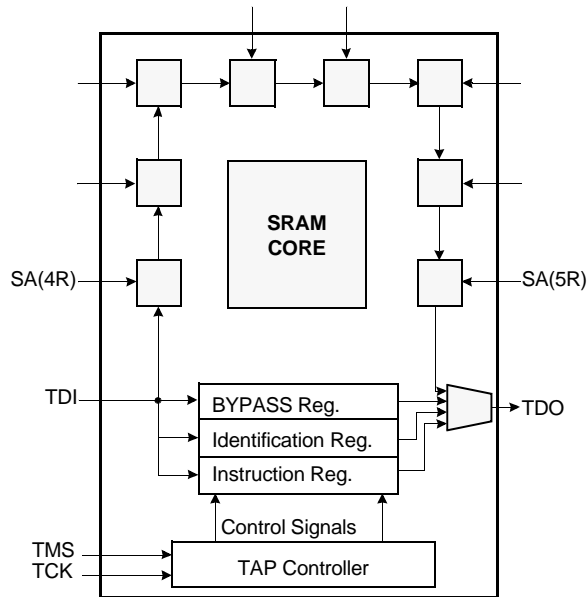 SRAM
CORE
SA(4R)
SA(5R)
TDI
BYPASS Reg.
TDO
Identification Reg.
Instruction Reg.
Control Signals
TMS
TCK
TAP Controller